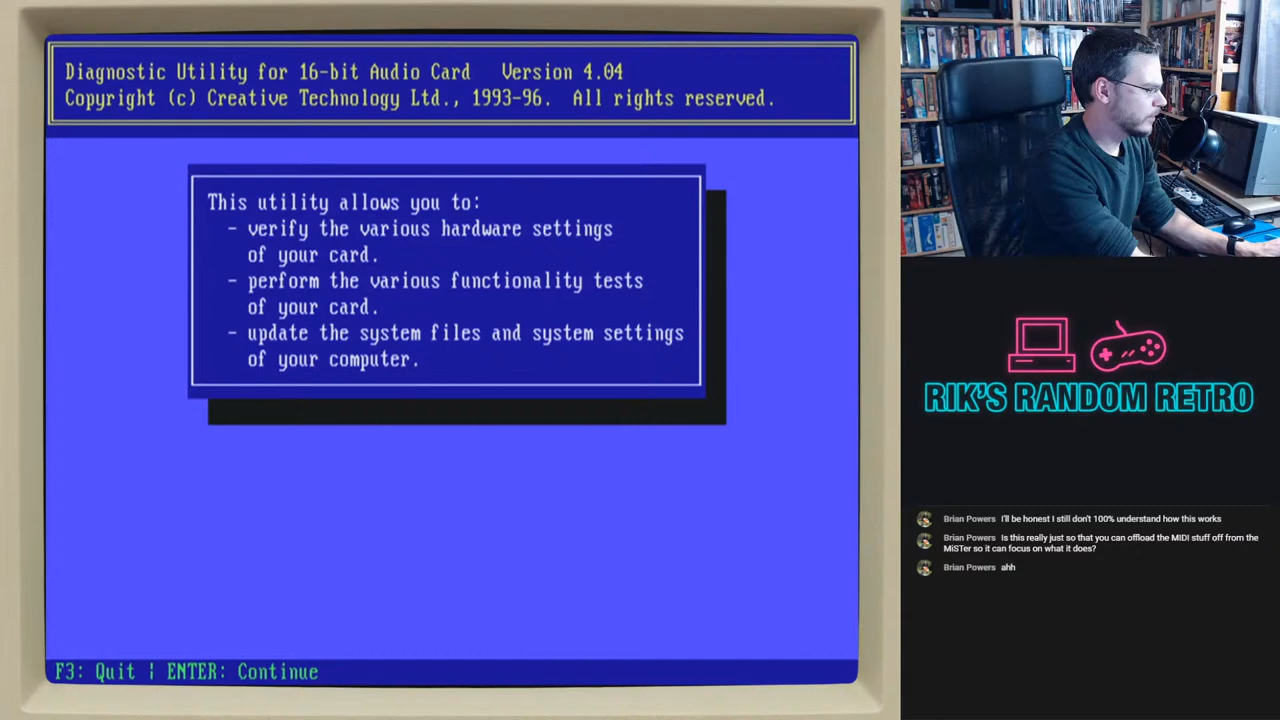 Diagnostic Utility for 16-bit Audio Card Version 4.04
Copyright (c) Creative Technology Ltd., 1993-96. All rights reserved.
This utility allows you to:
- verify the various hardware settings
of your card.
- perform the various functionality tests
of your card.
- update the system files and system settings
of your computer.
F3: Quit | ENTER: Continue
RIK'S RANDOM RETRO
Brian Powers I'll be honest I still don't 100% understand how this works
Brian Powers Is this really just so that you can offload the MIDI stuff off from the
MiSTer so it can focus on what it does?
Brian Powers ahh